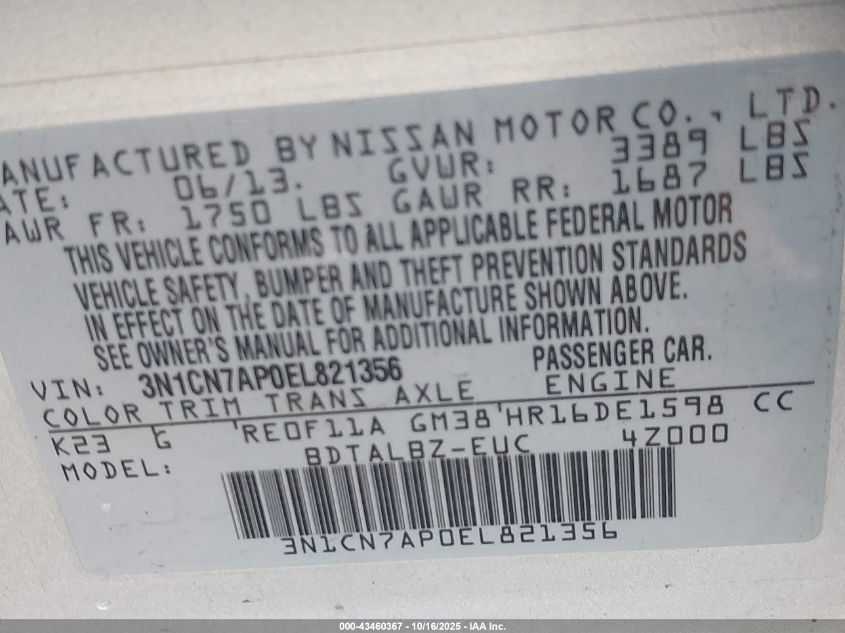 ANUFACTURED BY NISSAN MOTOR CO., LTD.
ATE: 06/13. GVWR: 3389 LBS
AWR FR: 1750 LBS GAWR RR: 1687 LBS
THIS VEHICLE CONFORMS TO ALL APPLICABLE FEDERAL MOTOR
VEHICLE SAFETY, BUMPER AND THEFT PREVENTION STANDARDS
IN EFFECT ON THE DATE OF MANUFACTURE SHOWN ABOVE.
SEE OWNER'S MANUAL FOR ADDITIONAL INFORMATION.
VIN: 3N1CN7AP0EL821356 PASSENGER CAR.
COLOR TRIM TRANS AXLE ENGINE
K23 G 'RE0F11A GM38'HR16DE1598 CC
MODEL: BDTALBZ-EUC 4Z000
3N1CN7AP0EL821356
000-43460367 - 10/16/2025 - IAA Inc.